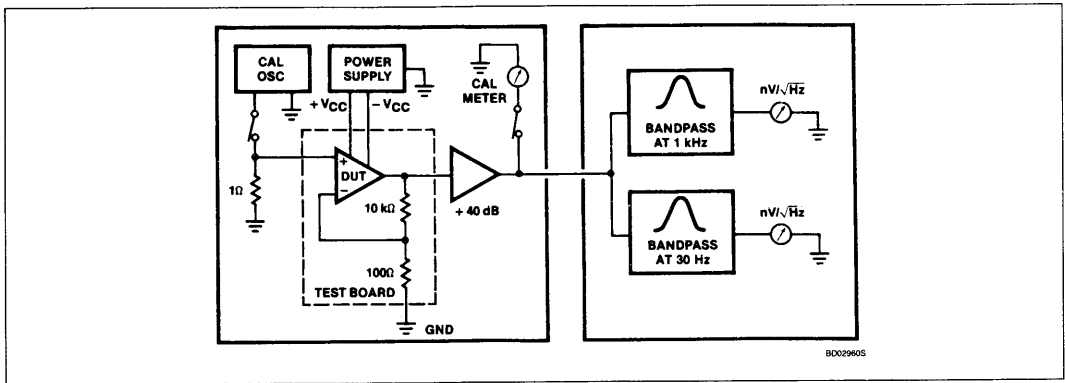 CAL
OSC
POWER
SUPPLY
+ VCC
− VCC
CAL
METER
1Ω
+
DUT
−
10 kΩ
100Ω
TEST BOARD
GND
+ 40 dB
BANDPASS
AT 1 kHz
nV/√Hz
BANDPASS
AT 30 Hz
nV/√Hz
BD02960S